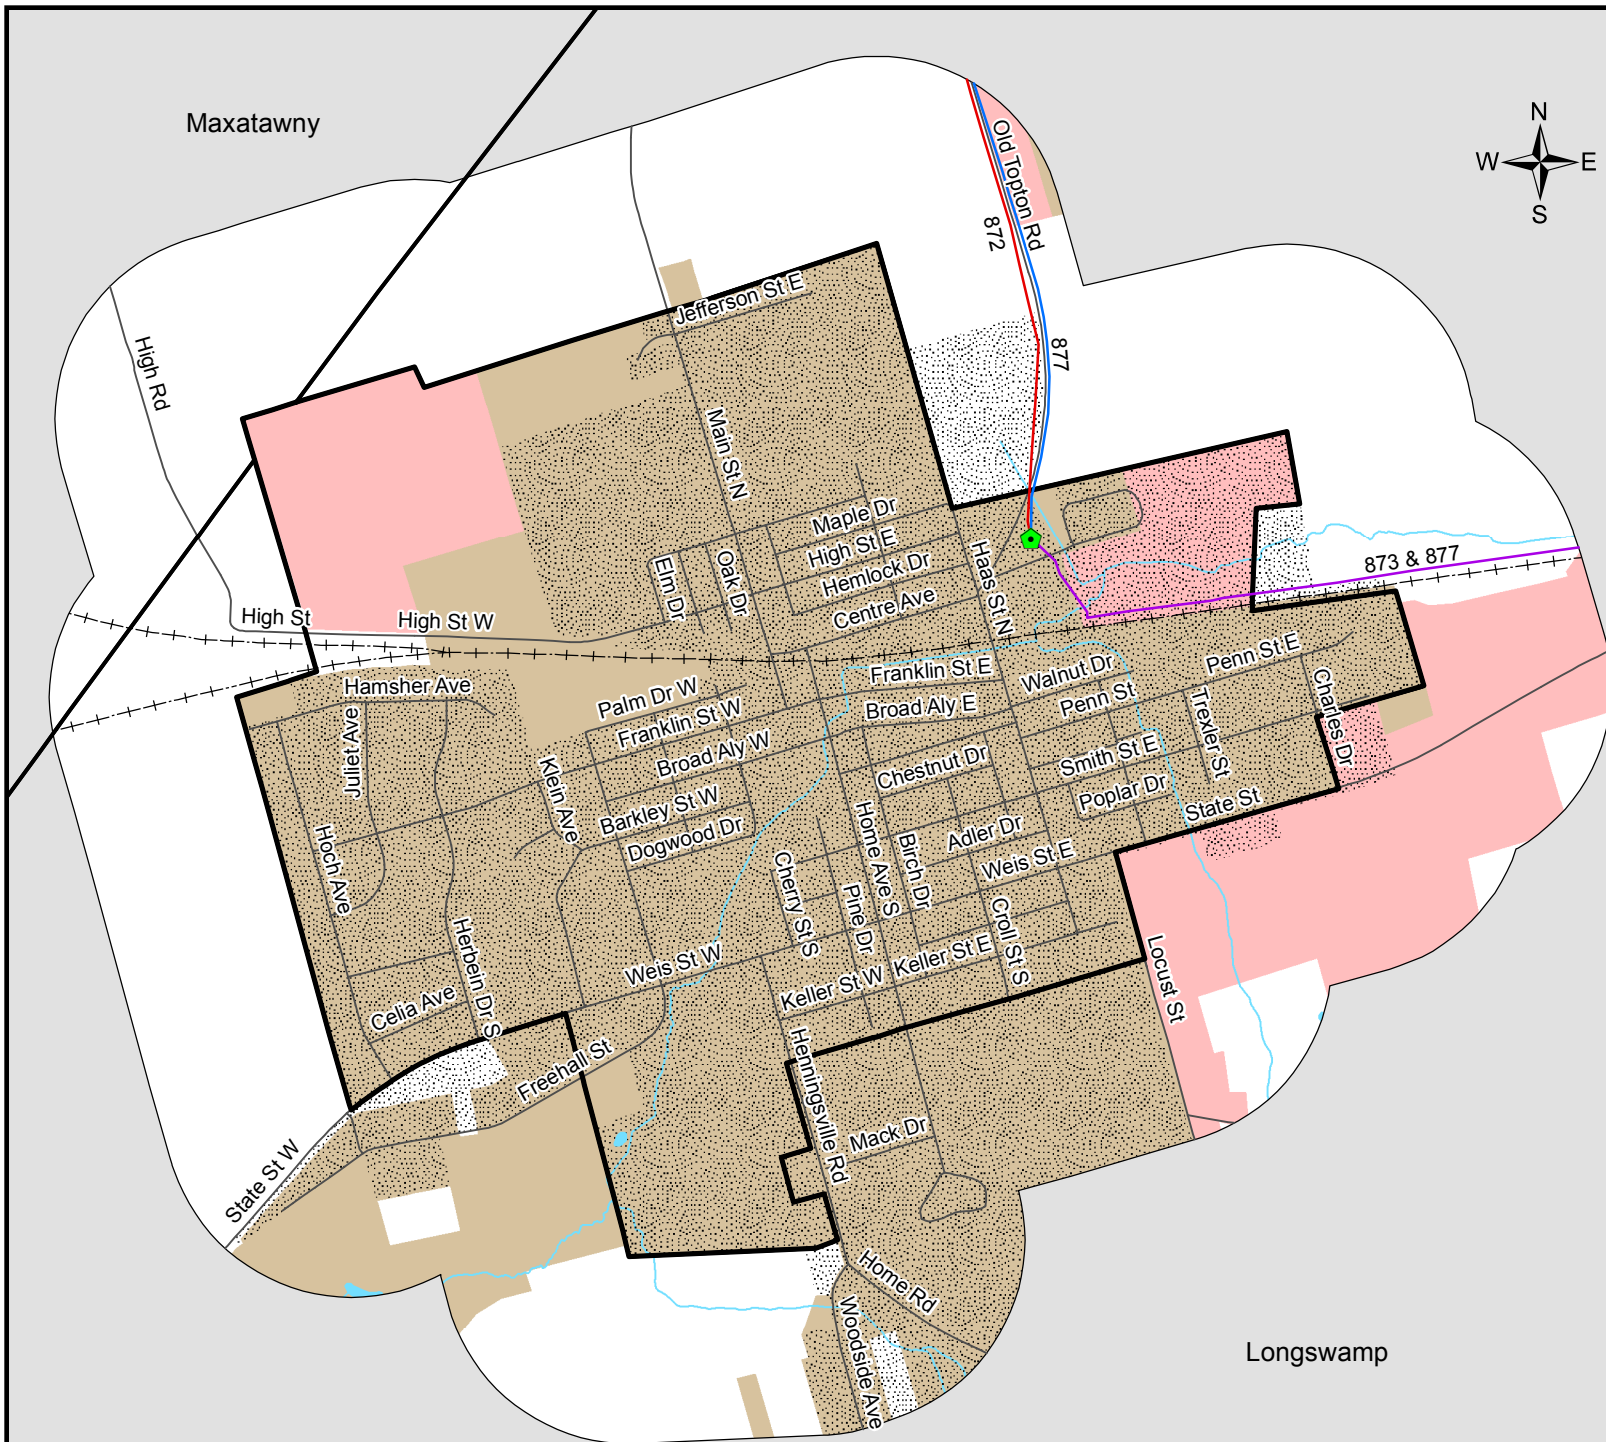 Maxatawny
N
W
E
S
Old Topton Rd
872
877
Jefferson St E
High Rd
Main St N
Maple Dr
High St E
Hemlock Dr
Centre Ave
Haas St N
Elm Dr
Oak Dr
873 & 877
High St
High St W
Franklin St E
Walnut Dr
Penn St E
Hamsher Ave
Palm Dr W
Franklin St W
Broad Aly W
Broad Aly E
Penn St
Trexler St
Charles Dr
Juliet Ave
Klein Ave
Chestnut Dr
Smith St E
Poplar Dr
State St
Barkley St W
Dogwood Dr
Hoch Ave
Home Ave S
Birch Dr
Adler Dr
Weis St E
Cherry St S
Pine Dr
Croll St S
Herbein Dr S
Weis St W
Keller St E
Keller St W
Locust St
Celia Ave
Freehall St
Henningsville Rd
Mack Dr
State St W
Home Rd
Woodside Ave
Longswamp